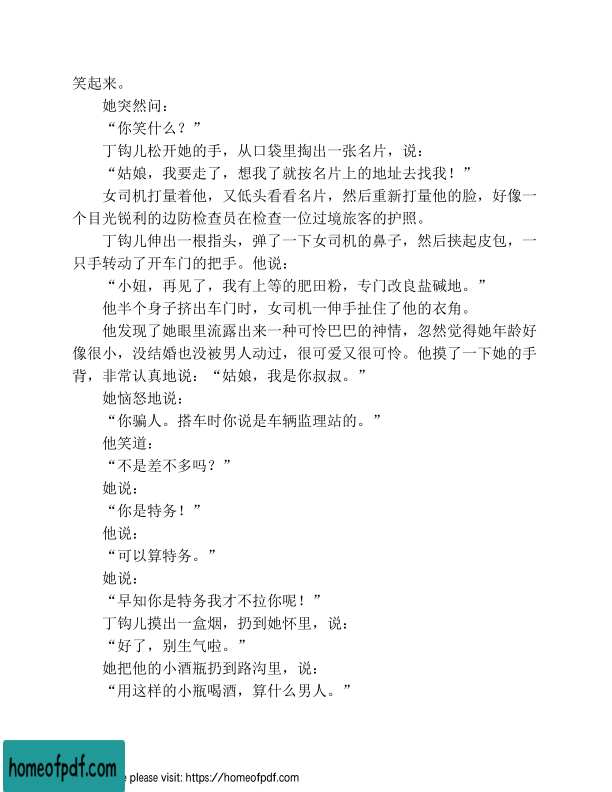 笑起来。
她突然问：
“你笑什么？”
丁钩儿松开她的手，从口袋里掏出一张名片，说：
“姑娘，我要走了，想我了就按名片上的地址去找我！”
女司机打量着他，又低头看看名片，然后重新打量他的脸，好像一
个目光锐利的边防检查员在检查一位过境旅客的护照。
丁钩儿伸出一根指头，弹了一下女司机的鼻子，然后挟起皮包，一
只手转动了开车门的把手。他说：
“小妞，再见了，我有上等的肥田粉，专门改良盐碱地。”
他半个身子挤出车门时，女司机一伸手扯住了他的衣角。
他发现了她眼里流露出来一种可怜巴巴的神情，忽然觉得她年龄好
像很小，没结婚也没被男人动过，很可爱又很可怜。他摸了一下她的手
背，非常认真地说：“姑娘，我是你叔叔。”
她恼怒地说：
“你骗人。搭车时你说是车辆监理站的。”
他笑道：
“不是差不多吗？”
她说：
“你是特务！”
他说：
“可以算特务。”
她说：
“早知你是特务我才不拉你呢！”
丁钩儿摸出一盒烟，扔到她怀里，说：
“好了，别生气啦。”
她把他的小酒瓶扔到路沟里，说：
“用这样的小瓶喝酒，算什么男人。”
homeofpdf.com
e please visit: https://homeofpdf.com